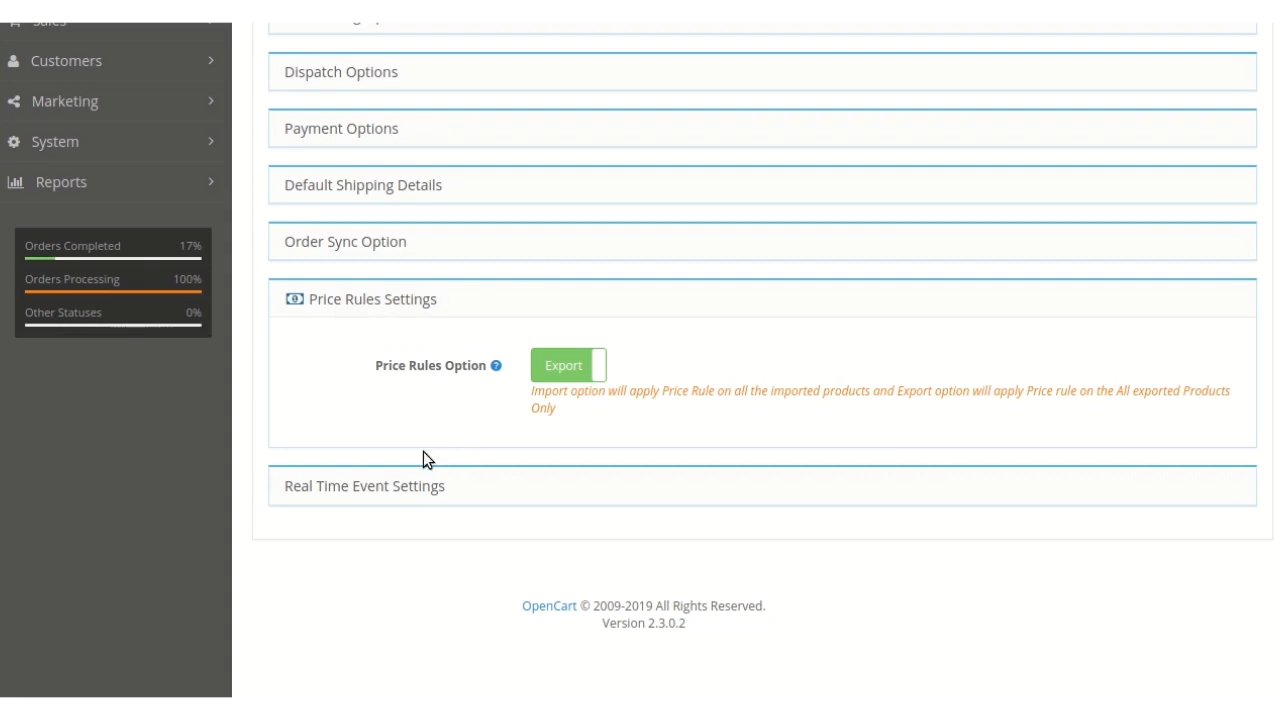 Sales
Customers
Marketing
System
Reports
Orders Completed 17%
Orders Processing 100%
Other Statuses 0%
Dispatch Options
Payment Options
Default Shipping Details
Order Sync Option
Price Rules Settings
Price Rules Option
Export
Import option will apply Price Rule on all the imported products and Export option will apply Price rule on the All exported Products
Only
Real Time Event Settings
OpenCart © 2009-2019 All Rights Reserved.
Version 2.3.0.2